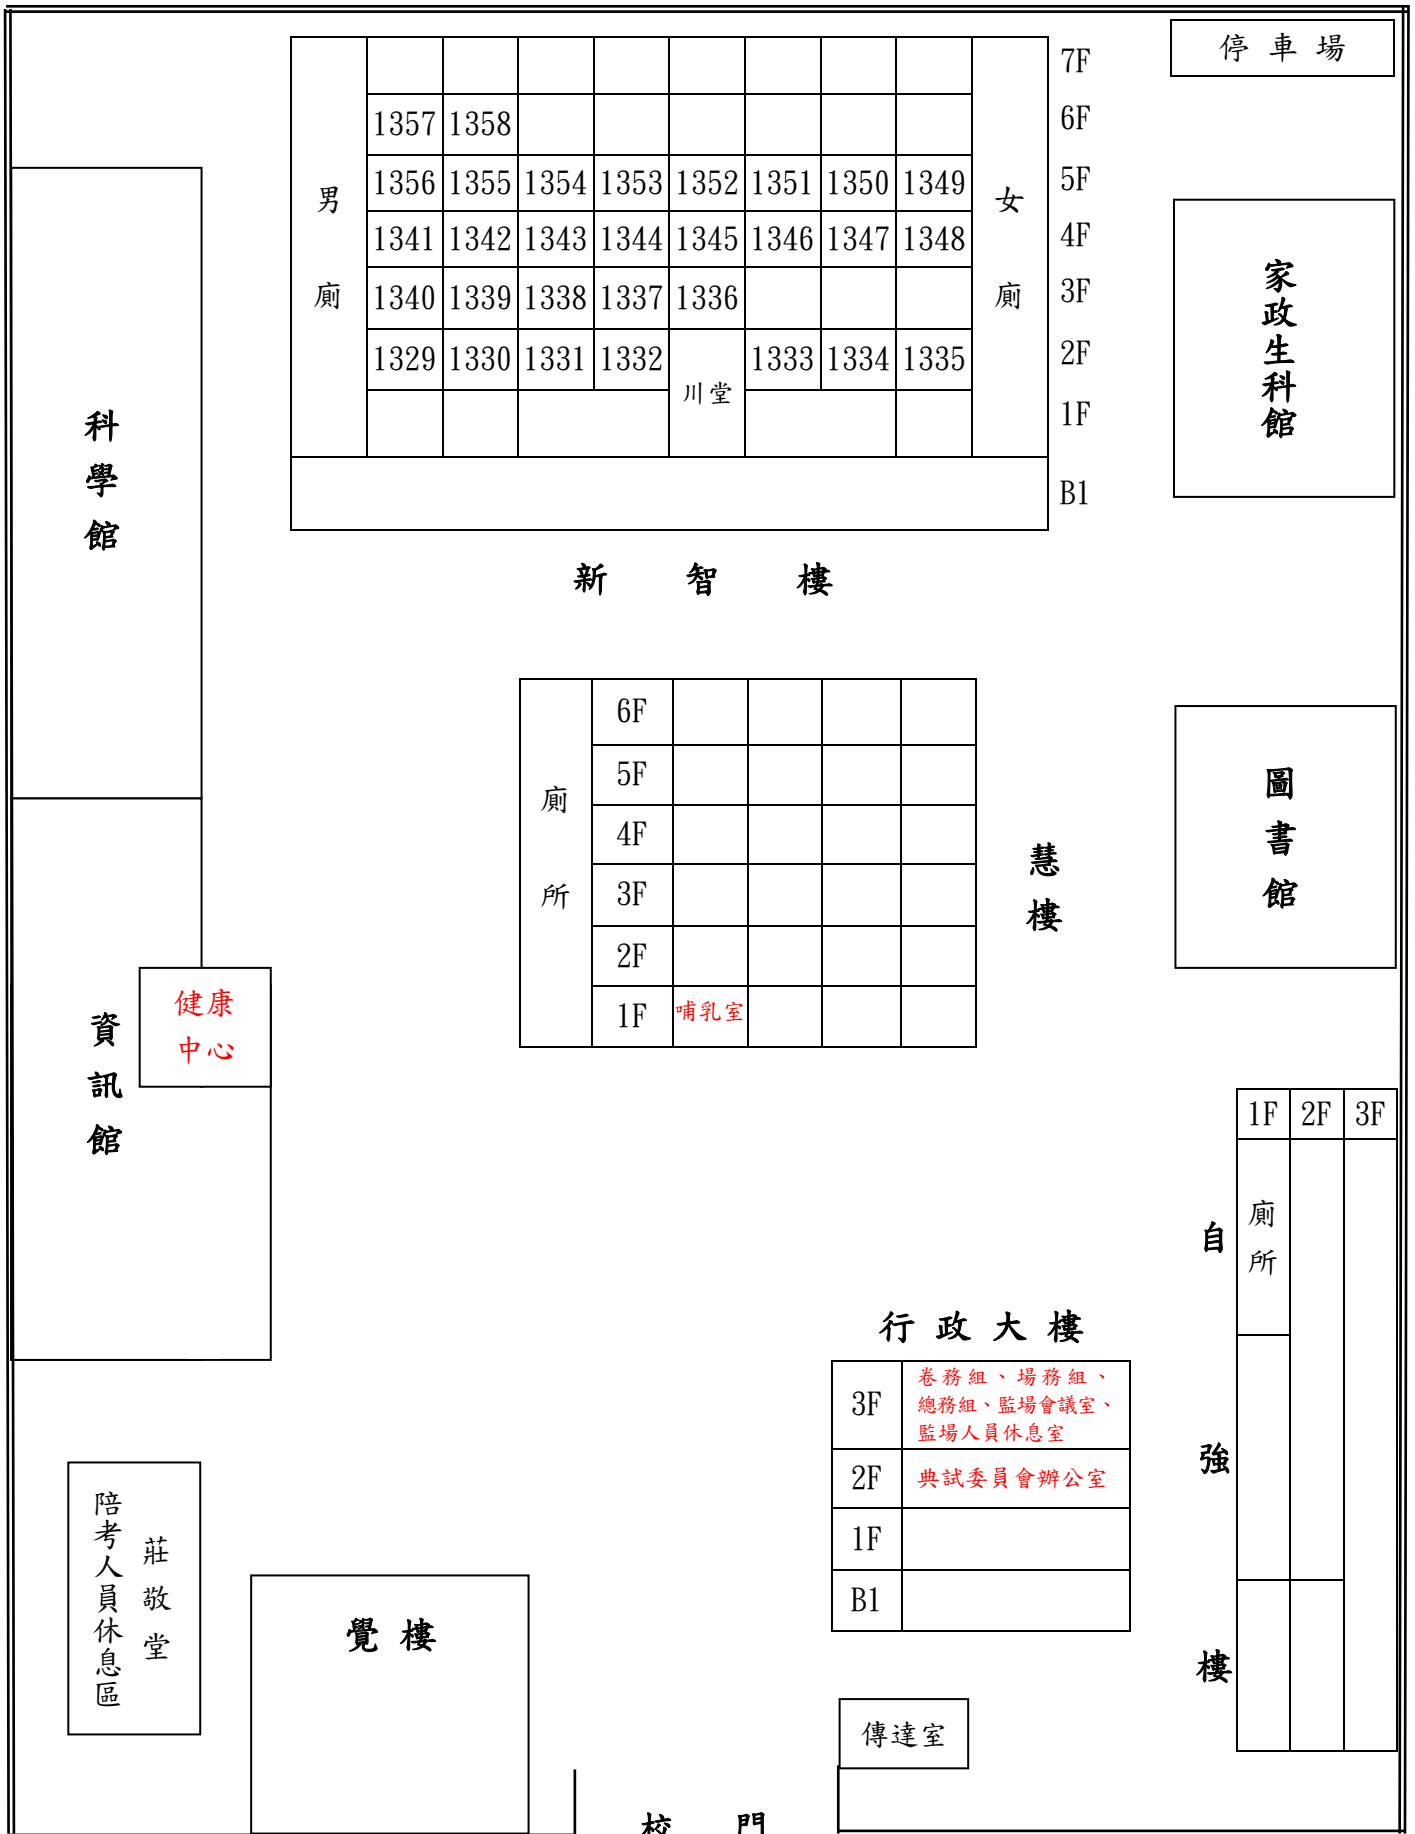 停車場
7F
1357 1358 6F
1356 1355 1354 1353 1352 1351 1350 1349 5F
男廁
女廁
1341 1342 1343 1344 1345 1346 1347 1348 4F
1340 1339 1338 1337 1336 3F
1329 1330 1331 1332 1333 1334 1335 2F
川堂
1F
B1
新智樓
家政生科館
科學館
6F
5F
4F
3F
2F
1F 哺乳室
廁所
慧樓
圖書館
健康
中心
資訊館
1F 2F 3F
廁所
自強樓
行政大樓
3F
卷務組、場務組、
總務組、監場會議室、
監場人員休息室
2F 典試委員會辦公室
1F
B1
莊敬堂
陪考人員休息區
覺樓
傳達室
校門